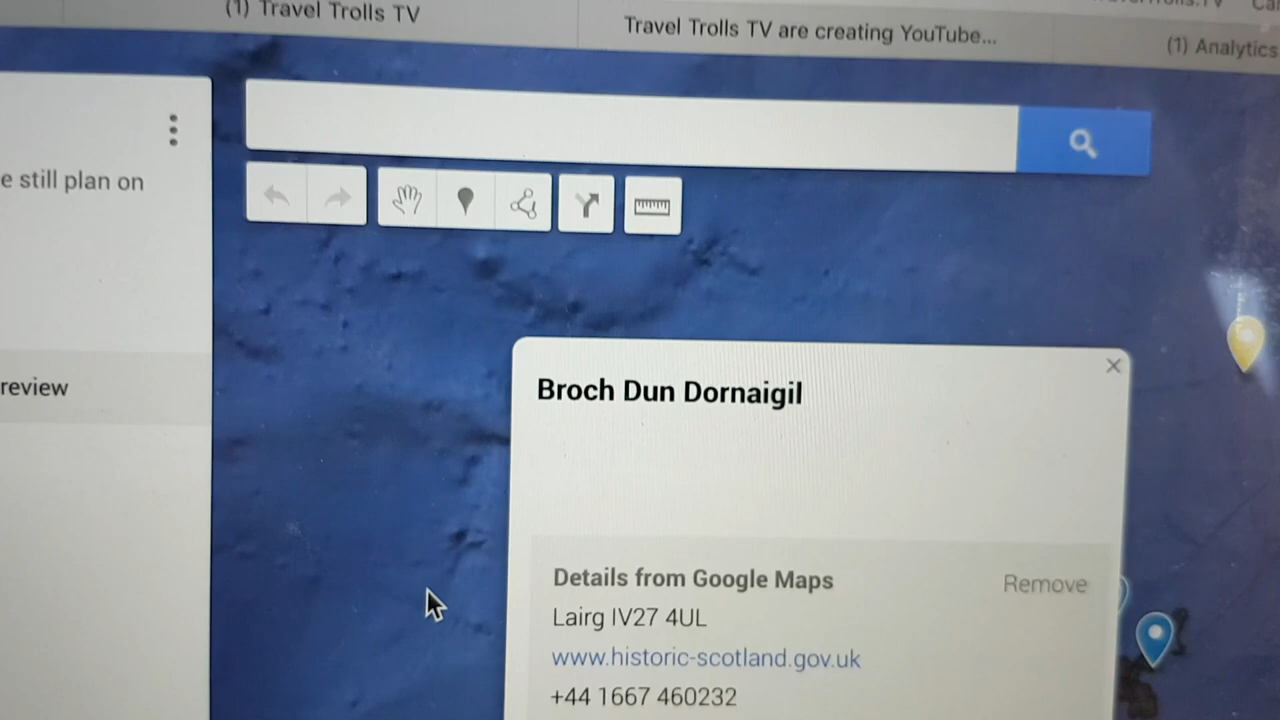 (1) Travel Trolls TV
Travel Trolls TV are creating YouTube...
(1) Analytics
e still plan on
review
Broch Dun Dornaigil
Details from Google Maps
Remove
Lairg IV27 4UL
www.historic-scotland.gov.uk
+44 1667 460232